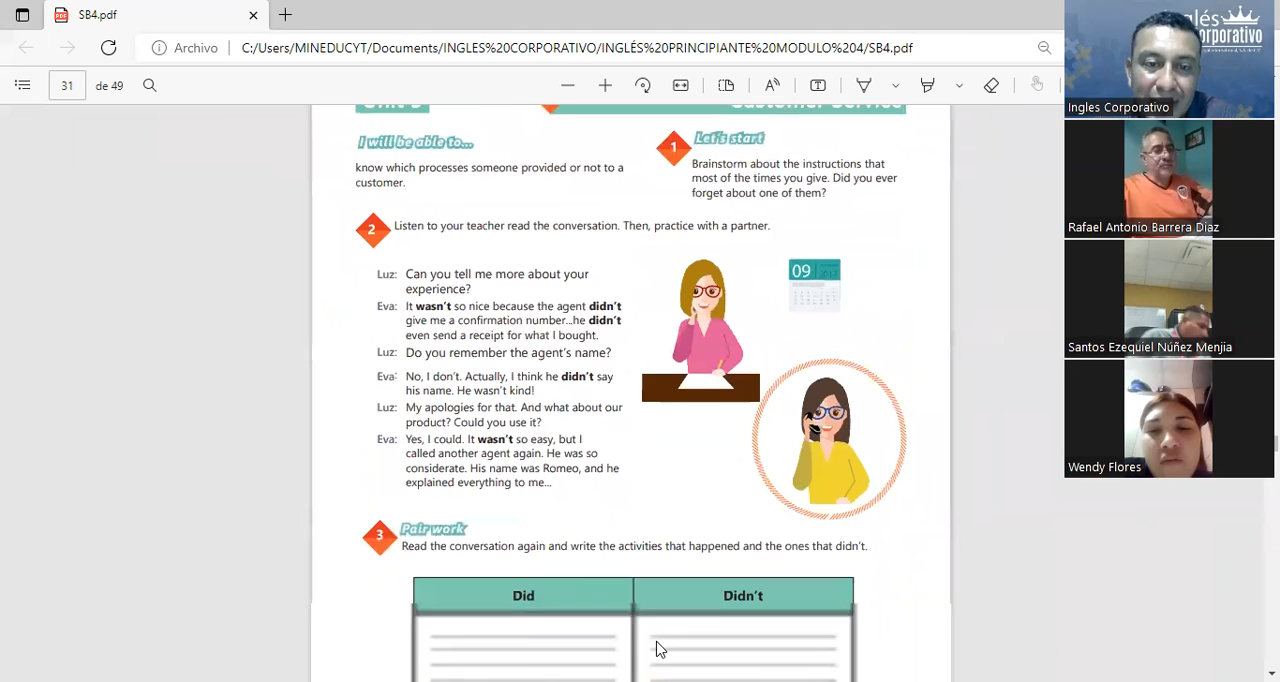 SB4.pdf
Archivo
C:/Users/MINEDUCYT/Documents/INGLES%20CORPORATIVO/INGLÉS%20PRINCIPIANTE%20MODULO%204/SB4.pdf
31 de 49
Customer Service
I will be able to...
know which processes someone provided or not to a
customer.
1
Let's start
Brainstorm about the instructions that
most of the times you give. Did you ever
forget about one of them?
2
Listen to your teacher read the conversation. Then, practice with a partner.
Luz: Can you tell me more about your
experience?
Eva: It wasn't so nice because the agent didn't
give me a confirmation number...he didn't
even send a receipt for what I bought.
Luz: Do you remember the agent's name?
Eva: No, I don't. Actually, I think he didn't say
his name. He wasn't kind!
Luz: My apologies for that. And what about our
product? Could you use it?
Eva: Yes, I could. It wasn't so easy, but I
called another agent again. He was so
considerate. His name was Romeo, and he
explained everything to me...
09
3
Pair work
Read the conversation again and write the activities that happened and the ones that didn't.
Did
Didn't
Ingles Corporativo
Rafael Antonio Barrera Diaz
Santos Ezequiel Núñez Menjia
Wendy Flores